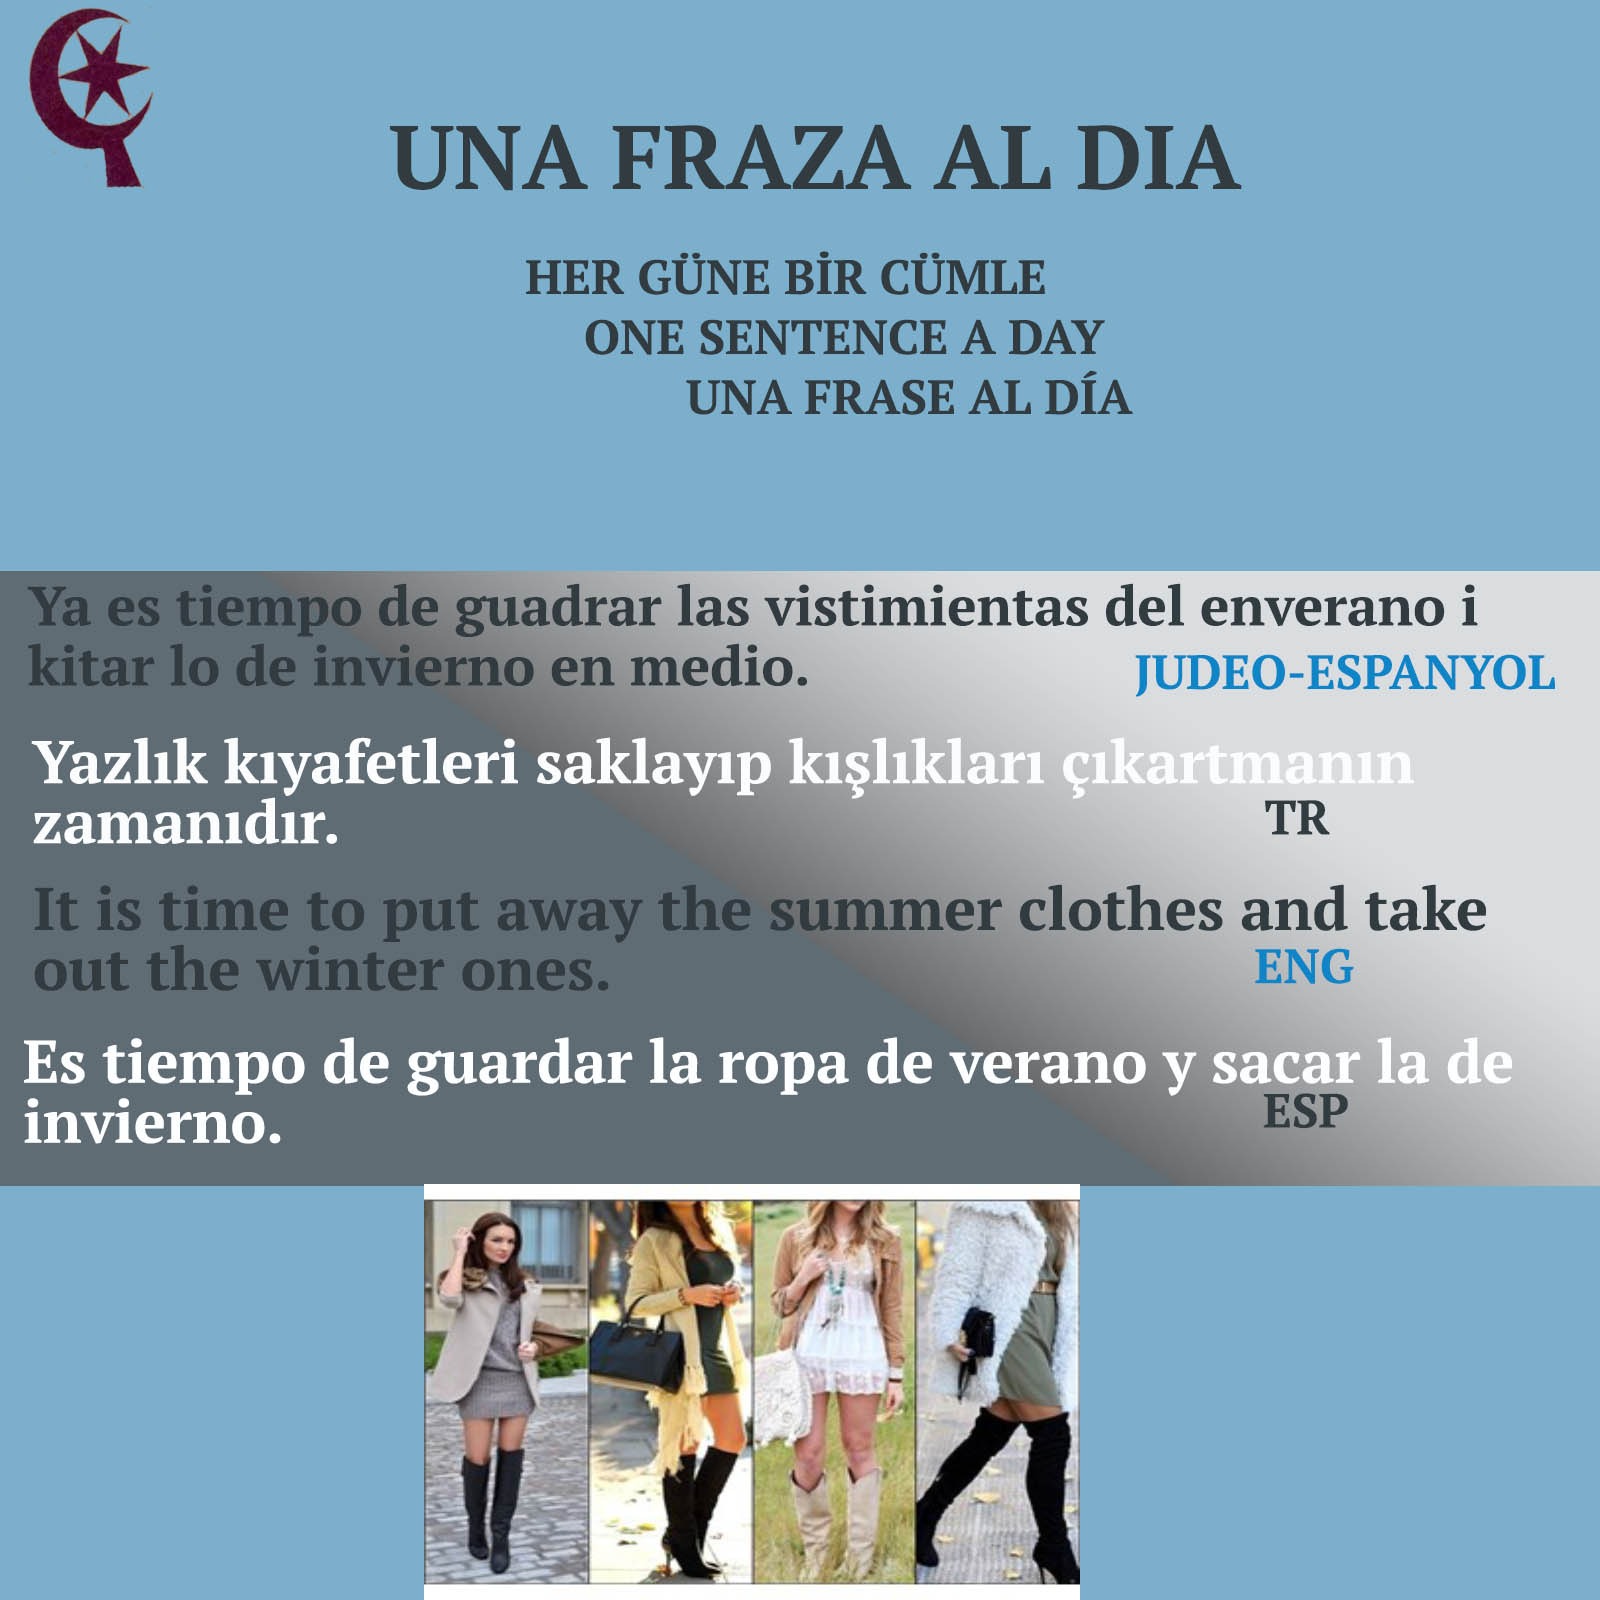 UNA FRAZA AL DIA
HER GÜNE BİR CÜMLE
ONE SENTENCE A DAY
UNA FRASE AL DÍA
Ya es tiempo de guadrar las vistimientas del enverano i
kitar lo de invierno en medio.
JUDEO-ESPANYOL
Yazlık kıyafetleri saklayıp kışlıkları çıkartmanın
zamanıdır.
TR
It is time to put away the summer clothes and take
out the winter ones.
ENG
Es tiempo de guardar la ropa de verano y sacar la de
invierno.
ESP